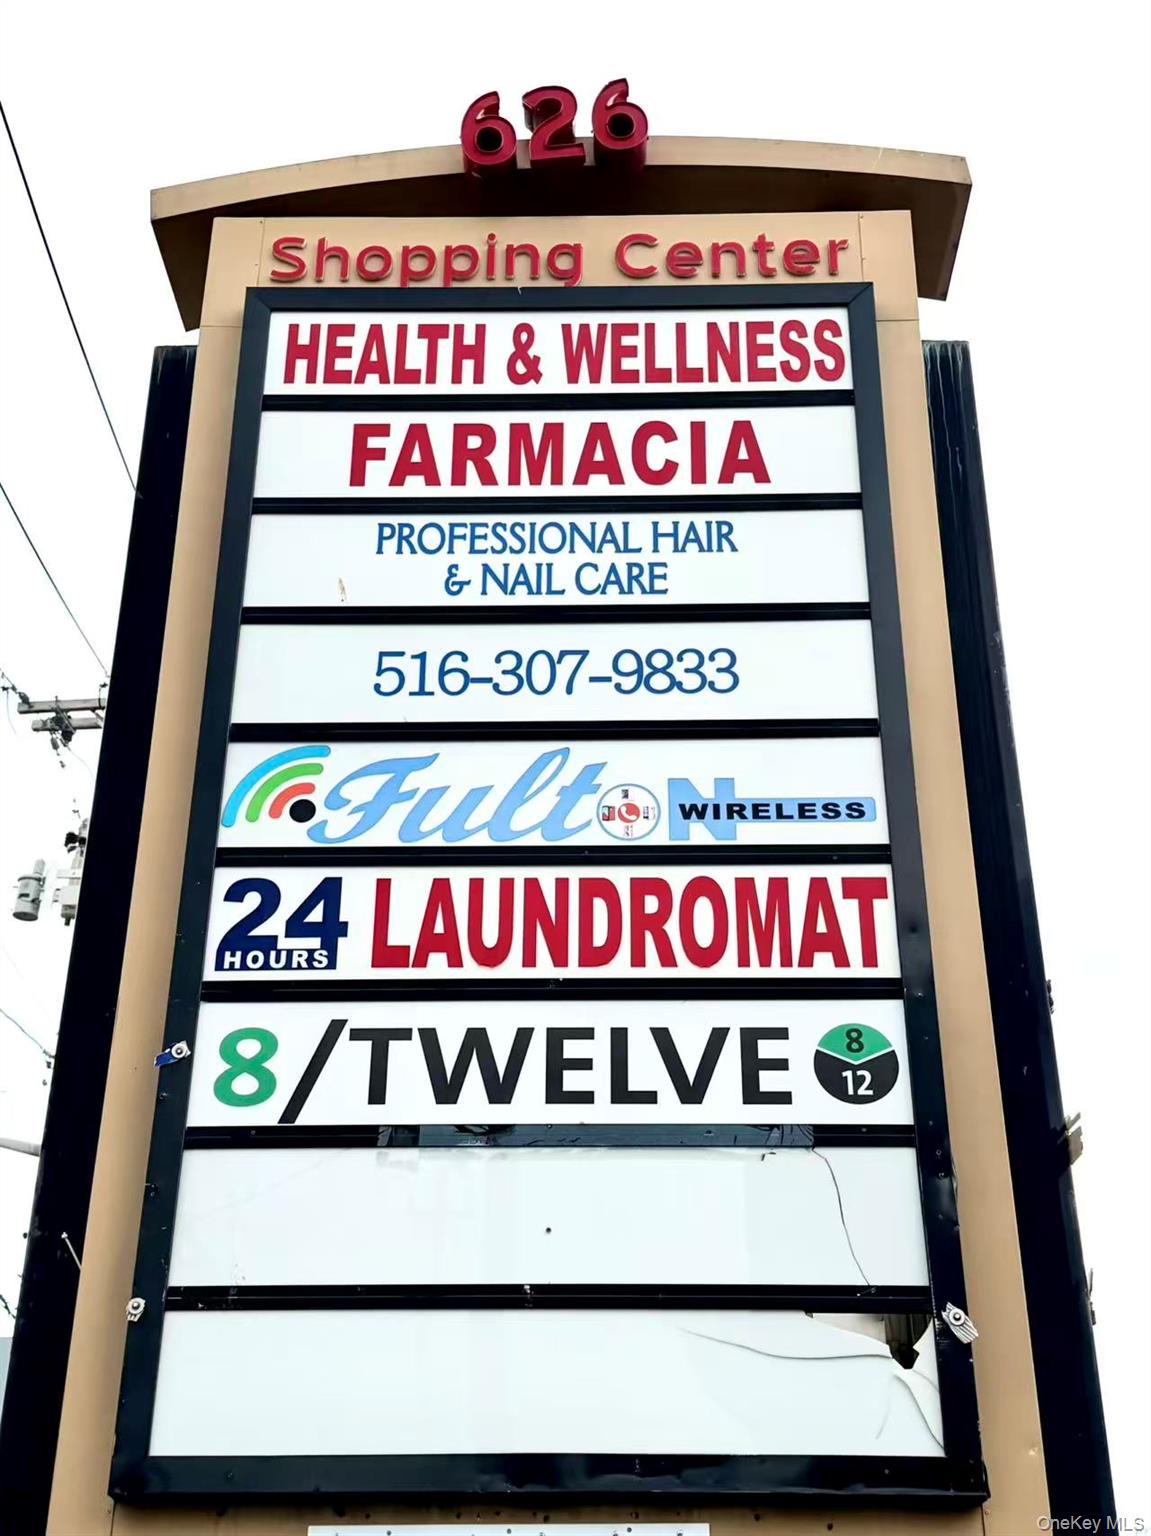 626
Shopping Center
HEALTH & WELLNESS
FARMACIA
PROFESSIONAL HAIR
& NAIL CARE
516-307-9833
Fulton WIRELESS
24 HOURS LAUNDROMAT
8/TWELVE 8 12
OneKey MLS